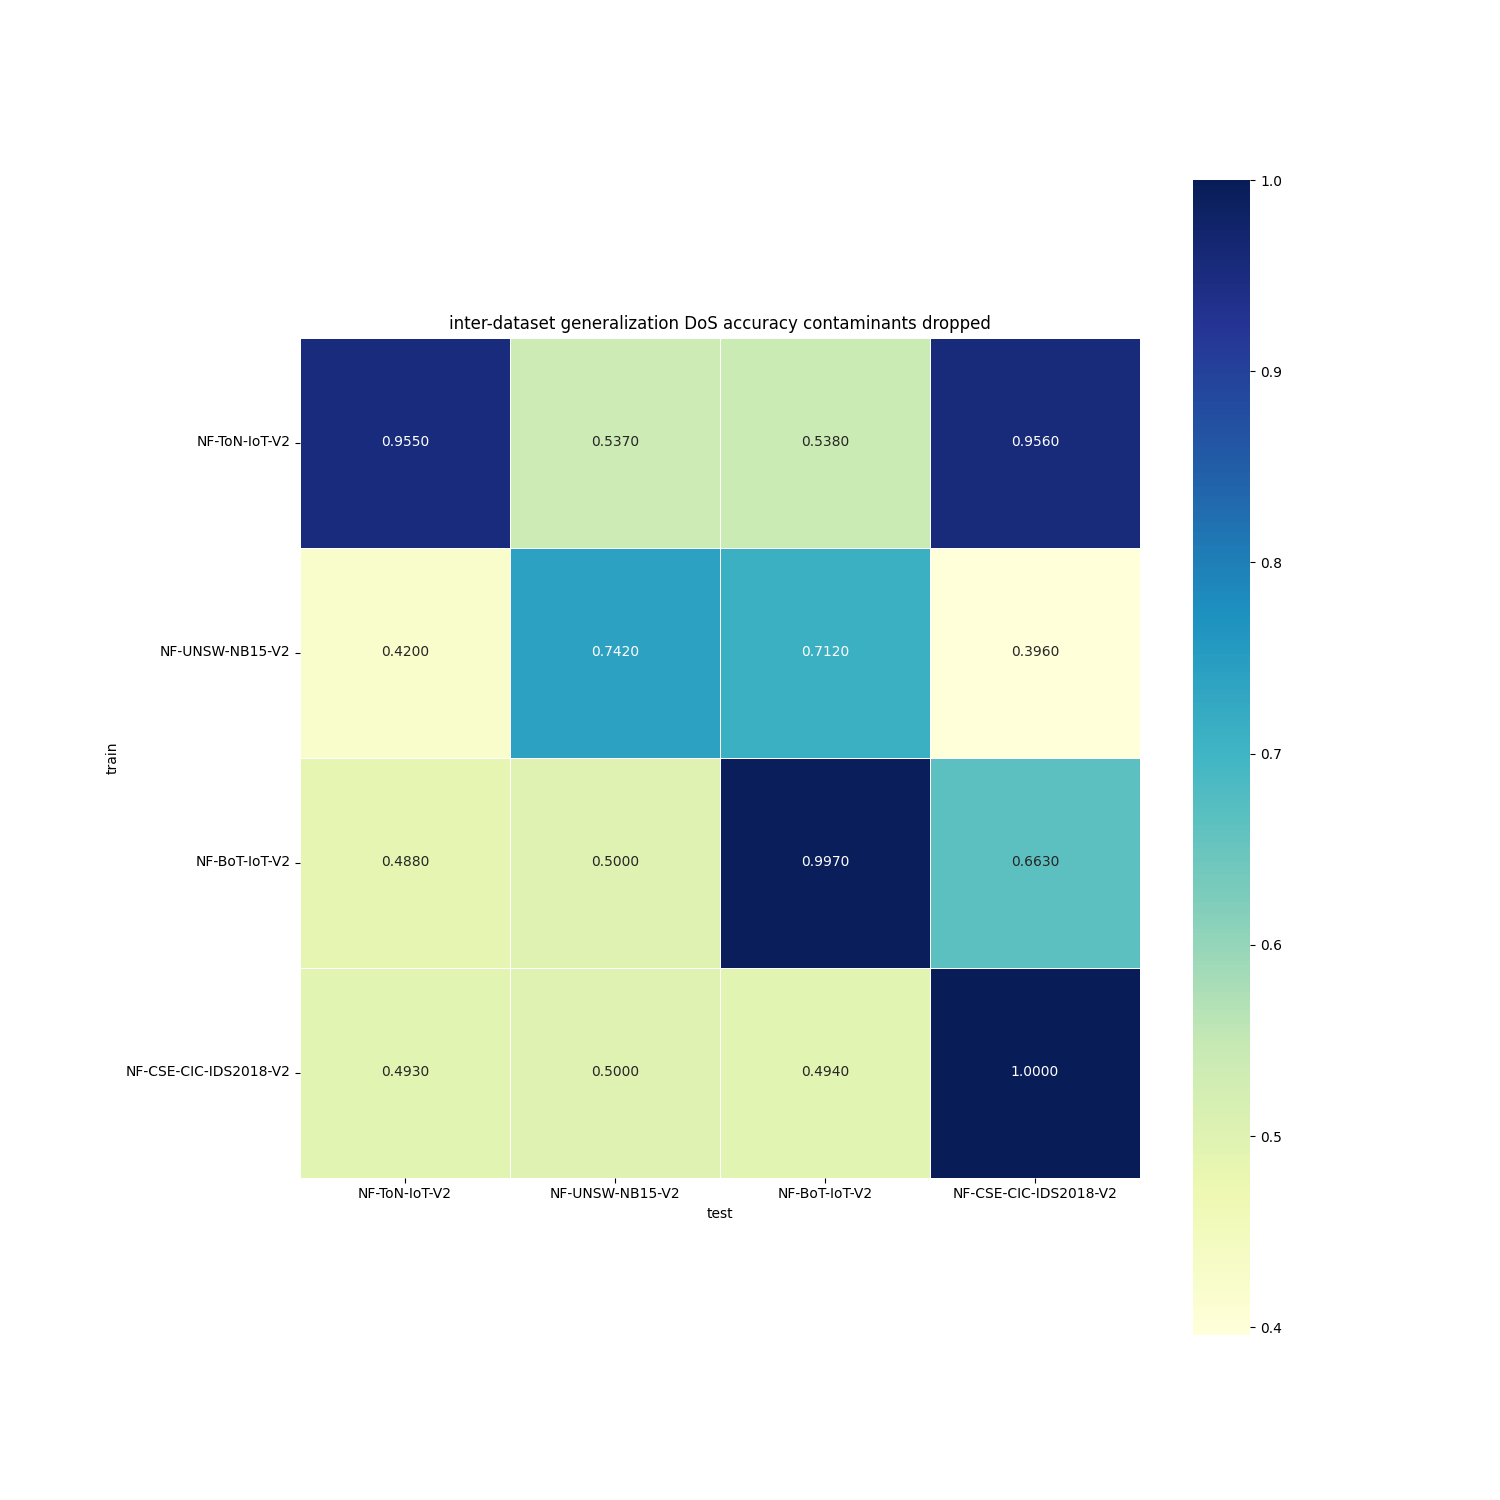 inter-dataset generalization DoS accuracy contaminants dropped
train
NF-ToN-IoT-V2 0.9550 0.5370 0.5380 0.9560
NF-UNSW-NB15-V2 0.4200 0.7420 0.7120 0.3960
NF-BoT-IoT-V2 0.4880 0.5000 0.9970 0.6630
NF-CSE-CIC-IDS2018-V2 0.4930 0.5000 0.4940 1.0000
NF-ToN-IoT-V2 NF-UNSW-NB15-V2 NF-BoT-IoT-V2 NF-CSE-CIC-IDS2018-V2
test
1.0
0.9
0.8
0.7
0.6
0.5
0.4